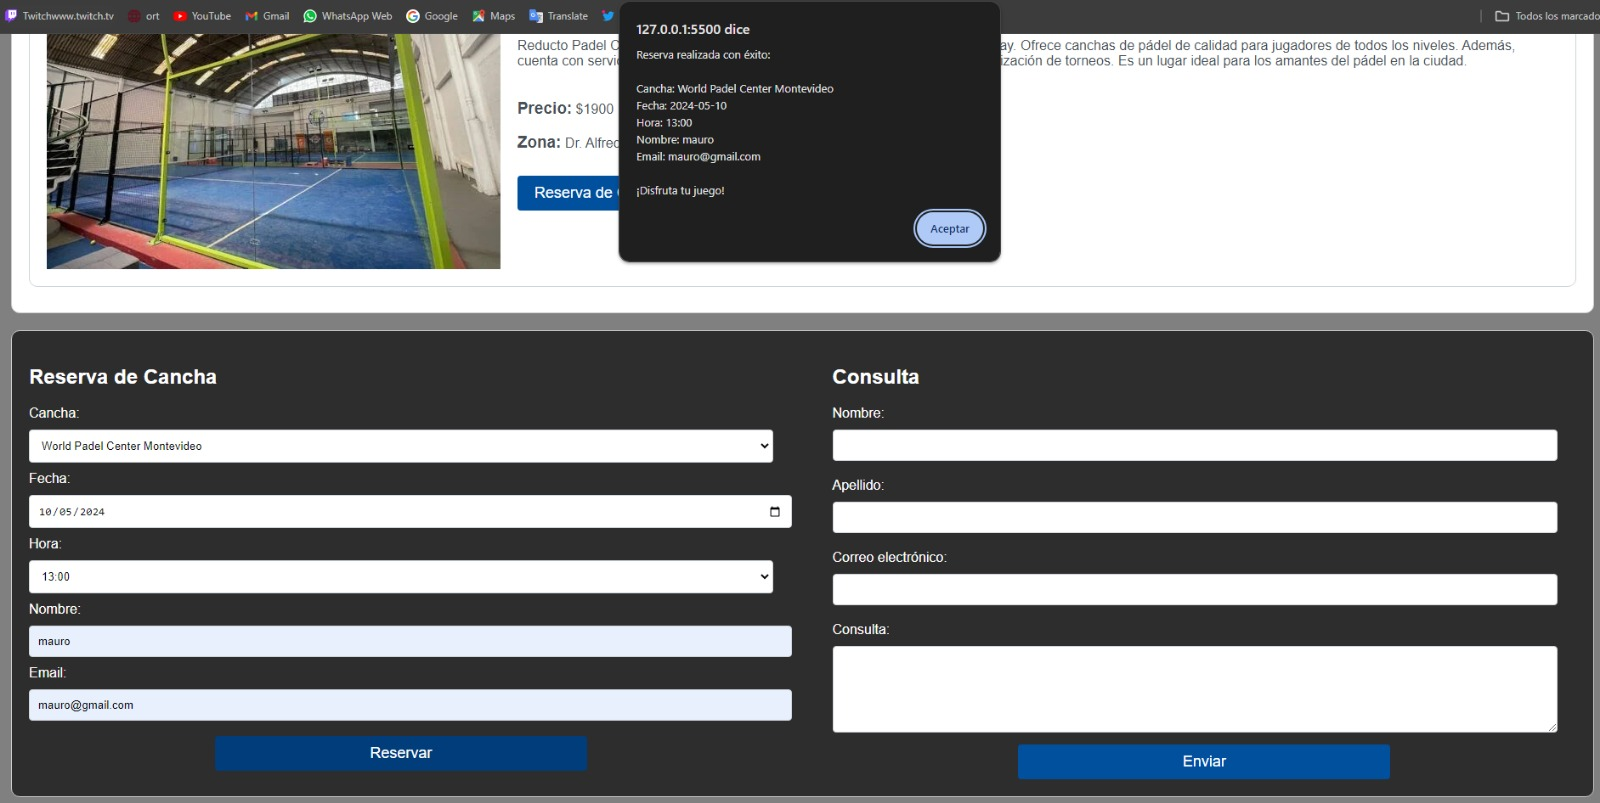 Twitchwww.twitch.tv ort YouTube Gmail WhatsApp Web Google Maps Translate Todos los marcado
127.0.0.1:5500 dice
Reserva realizada con éxito:
Cancha: World Padel Center Montevideo
Fecha: 2024-05-10
Hora: 13:00
Nombre: mauro
Email: mauro@gmail.com
¡Disfruta tu juego!
Aceptar
Reducto Padel C ay. Ofrece canchas de pádel de calidad para jugadores de todos los niveles. Además,
cuenta con servic ización de torneos. Es un lugar ideal para los amantes del pádel en la ciudad.
Precio: $1900
Zona: Dr. Alfred
Reserva de
Reserva de Cancha
Cancha:
World Padel Center Montevideo
Fecha:
10/05/2024
Hora:
13:00
Nombre:
mauro
Email:
mauro@gmail.com
Reservar
Consulta
Nombre:
Apellido:
Correo electrónico:
Consulta:
Enviar